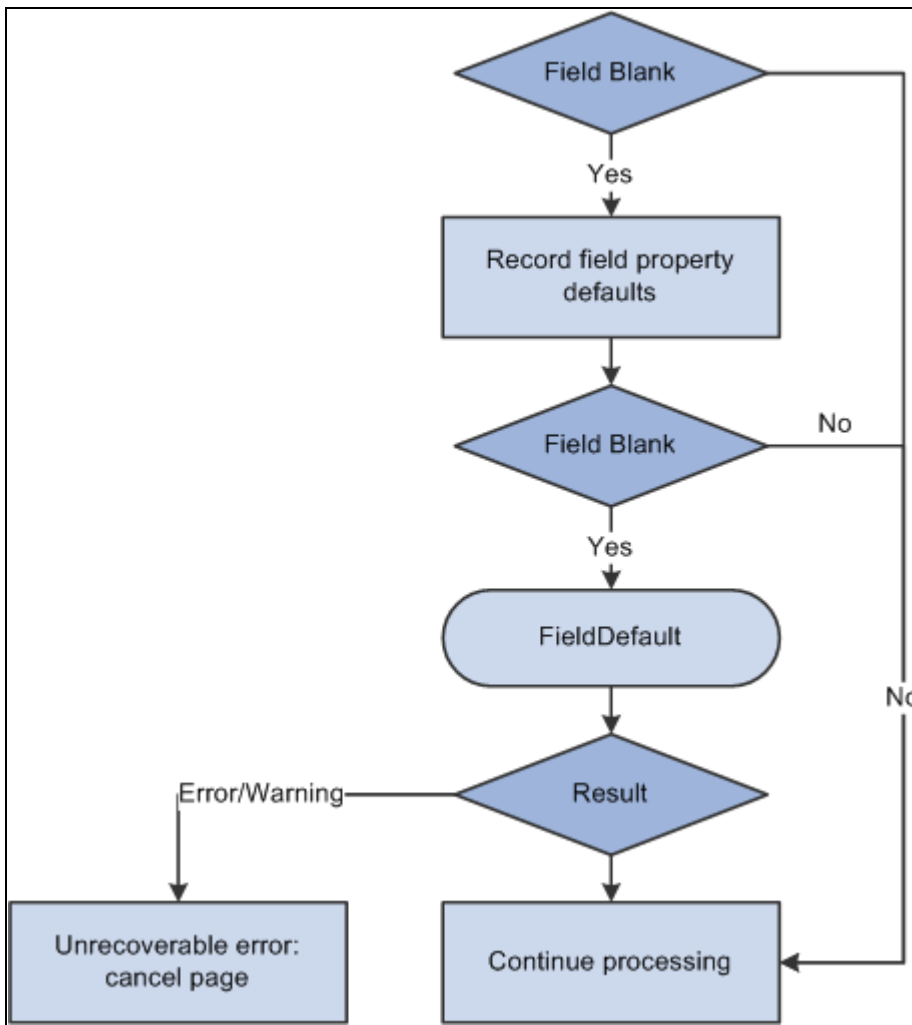 Field Blank
Yes
Record field property
defaults
Field Blank
No
Yes
FieldDefault
No
Error/Warning
Result
Unrecoverable error:
cancel page
Continue processing